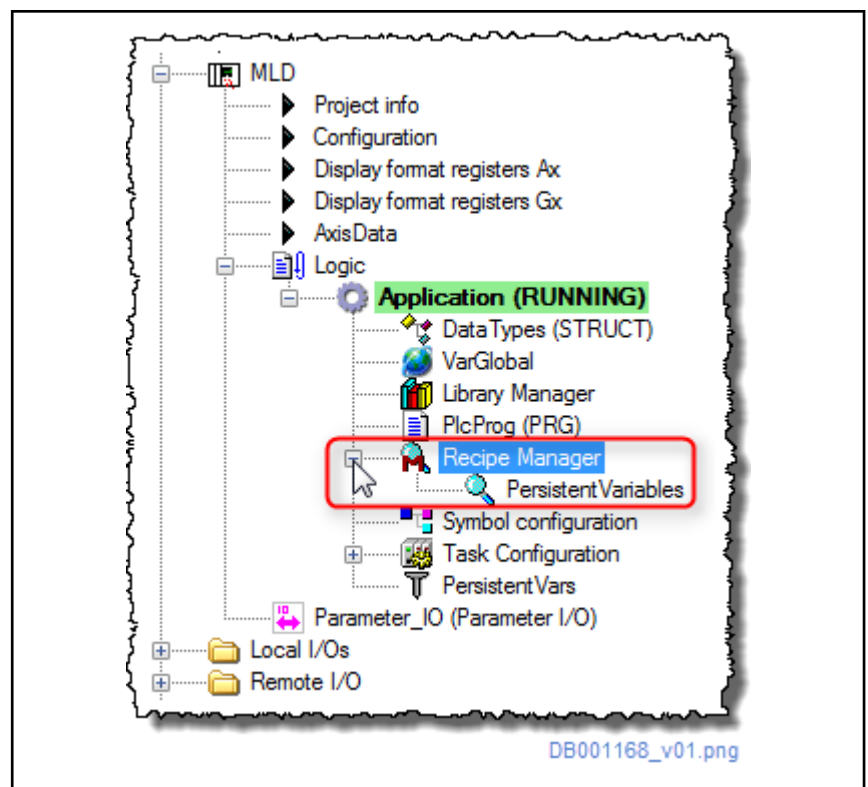 MLD
Project info
Configuration
Display format registers Ax
Display format registers Gx
AxisData
Logic
Application (RUNNING)
DataTypes (STRUCT)
VarGlobal
Library Manager
PlcProg (PRG)
Recipe Manager
PersistentVariables
Symbol configuration
Task Configuration
PersistentVars
Parameter_IO (Parameter I/O)
Local I/Os
Remote I/O
DB001168_v01.png